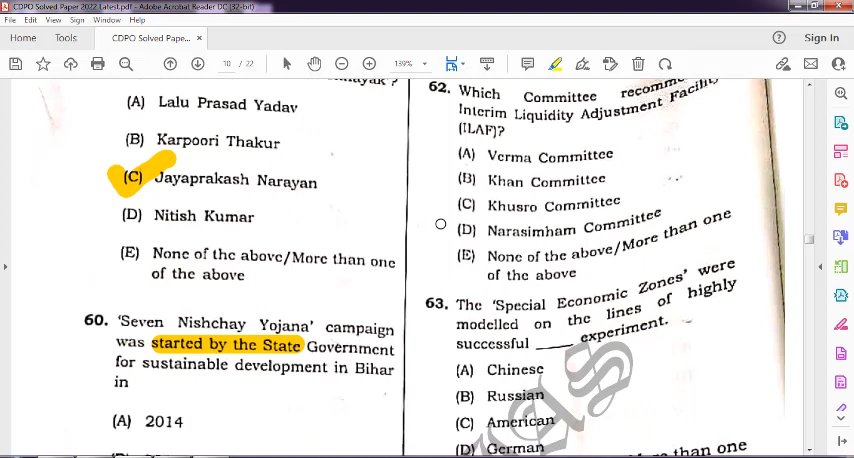 CDPO Solved Paper 2022 Latest.pdf - Adobe Acrobat Reader DC (32-bit)
File Edit View Sign Window Help
Home Tools CDPO Solved Pape... × Sign In
10 / 22 139%
(A) Lalu Prasad Yadav
(B) Karpoori Thakur
(C) Jayaprakash Narayan
(D) Nitish Kumar
(E) None of the above/More than one
of the above
60. 'Seven Nishchay Yojana' campaign
was started by the State Government
for sustainable development in Bihar
in
(A) 2014
62. Which Committee
Interim Liquidity Adjustment Facility
(ILAF)?
(A) Verma Committee
(B) Khan Committee
(C) Khusro Committee
(D) Narasimham Committee
(E) None of the above/More than one
of the above
63. The 'Special Economic Zones' were
modelled on the lines of highly
successful ____ experiment.
(A) Chinese
(B) Russian
(C) American
(D) German
than one